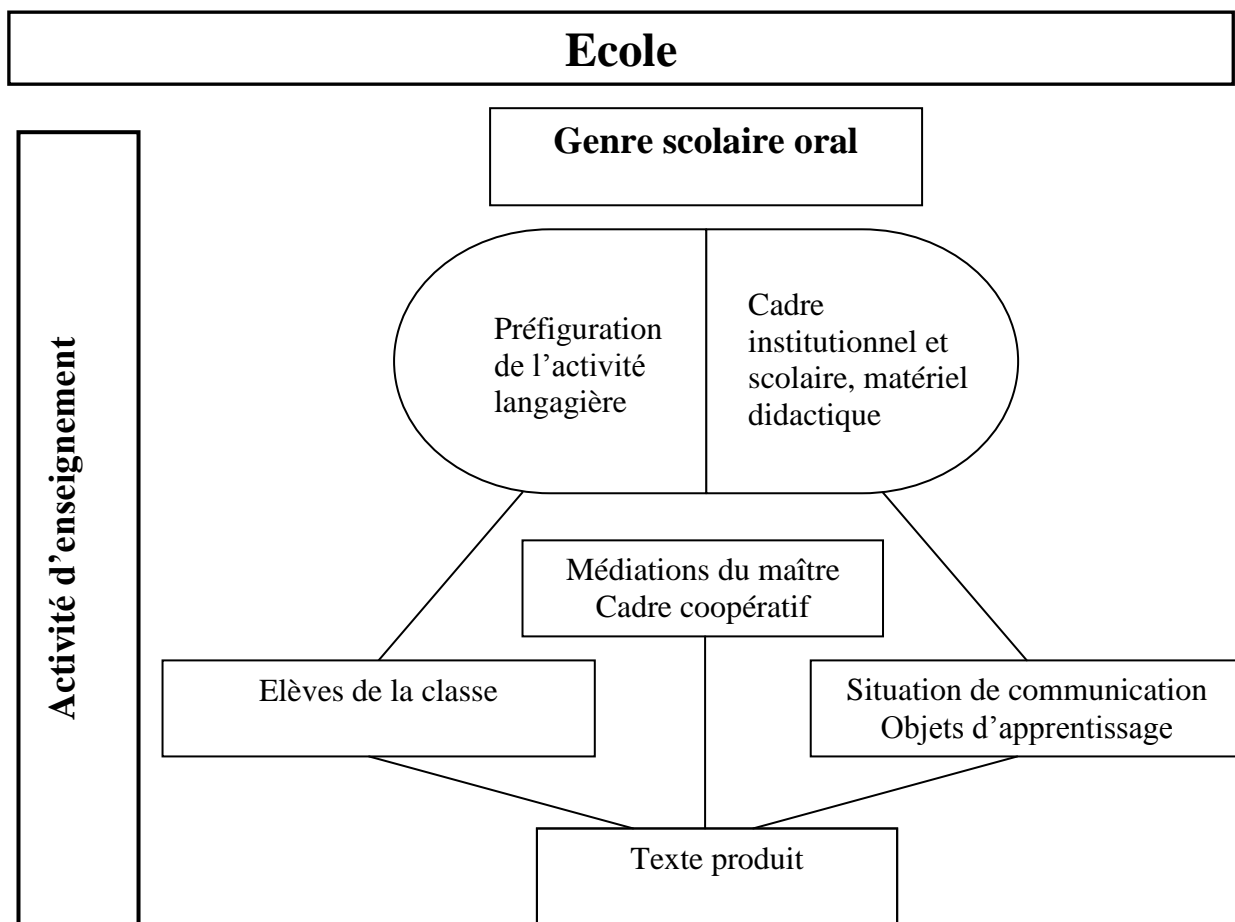 Ecole
Genre scolaire oral
Activité d'enseignement
Préfiguration
de l'activité
langagière
Cadre
institutionnel et
scolaire, matériel
didactique
Médiations du maître
Cadre coopératif
Elèves de la classe
Situation de communication
Objets d'apprentissage
Texte produit